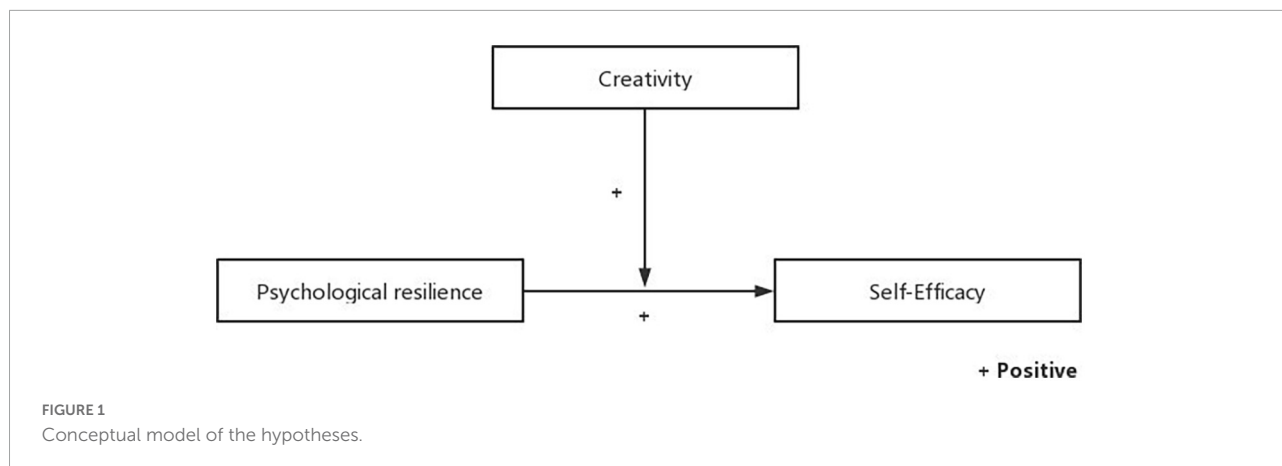 Creativity
+
Psychological resilience
Self-Efficacy
+
+ Positive
FIGURE 1
Conceptual model of the hypotheses.